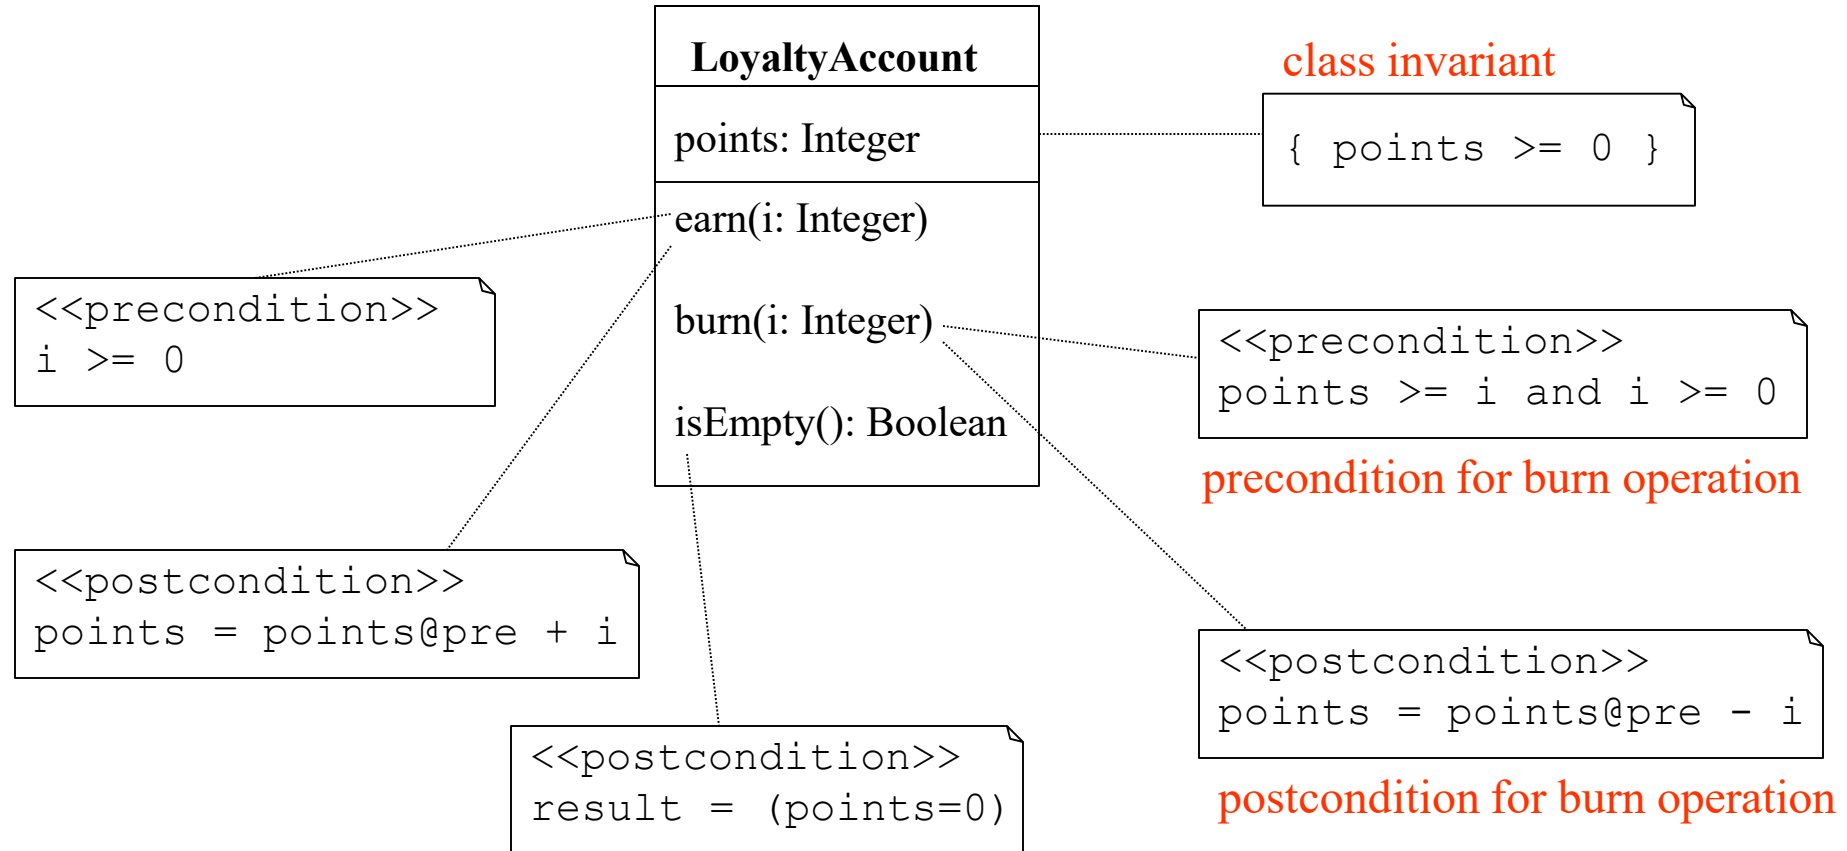 LoyaltyAccount
points: Integer
earn(i: Integer)
burn(i: Integer)
isEmpty(): Boolean
class invariant
{ points >= 0 }
<<precondition>>
i >= 0
<<precondition>>
points >= i and i >= 0
precondition for burn operation
<<postcondition>>
points = points@pre + i
<<postcondition>>
result = (points=0)
<<postcondition>>
points = points@pre - i
postcondition for burn operation